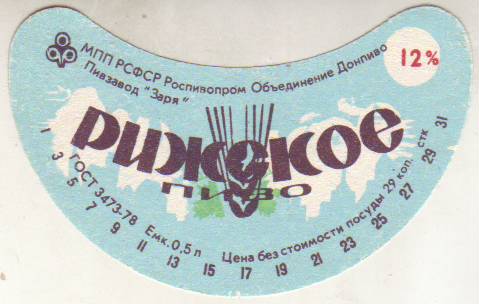 МПП РСФСР Роспивопром Объединение Донпиво
Пивзавод "Заря"
12%
Рижское
ПИВО
ГОСТ 3473-78 Емк. 0,5 л Цена без стоимости посуды 29 коп. стк
1 3 5 7 9 11 13 15 17 19 21 23 25 27 29 31